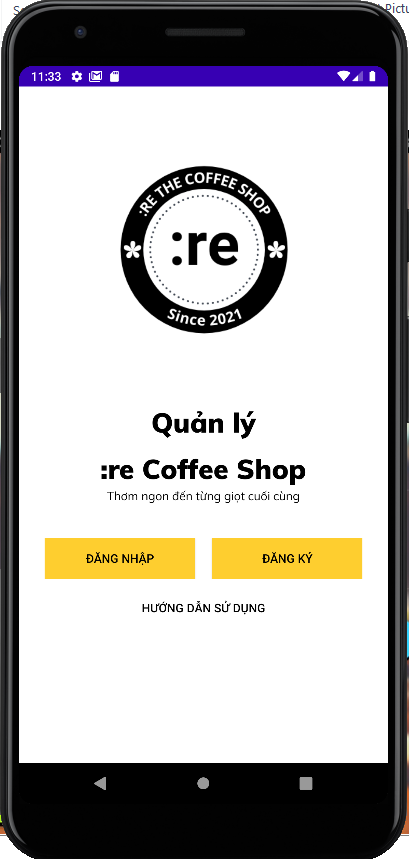 11:33
:RE THE COFFEE SHOP
:re
Since 2021
Quản lý
:re Coffee Shop
Thơm ngon đến từng giọt cuối cùng
ĐĂNG NHẬP
ĐĂNG KÝ
HƯỚNG DẪN SỬ DỤNG